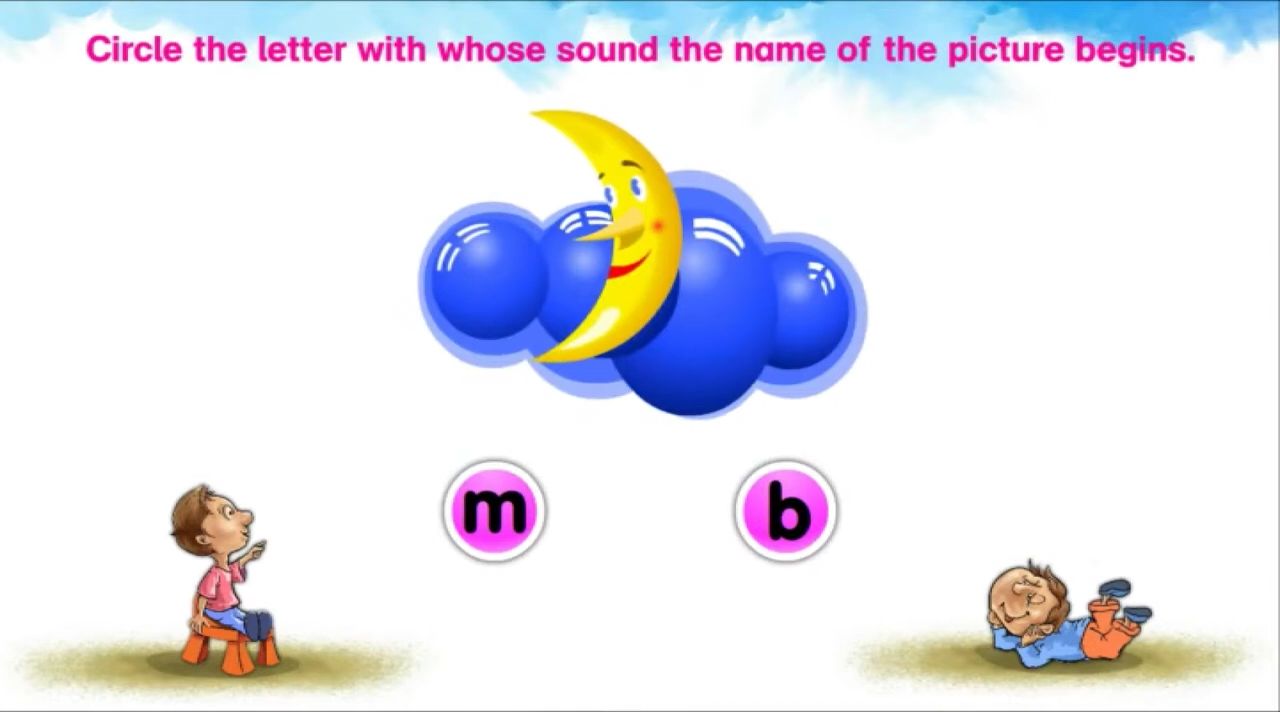 Circle the letter with whose sound the name of the picture begins.
m b